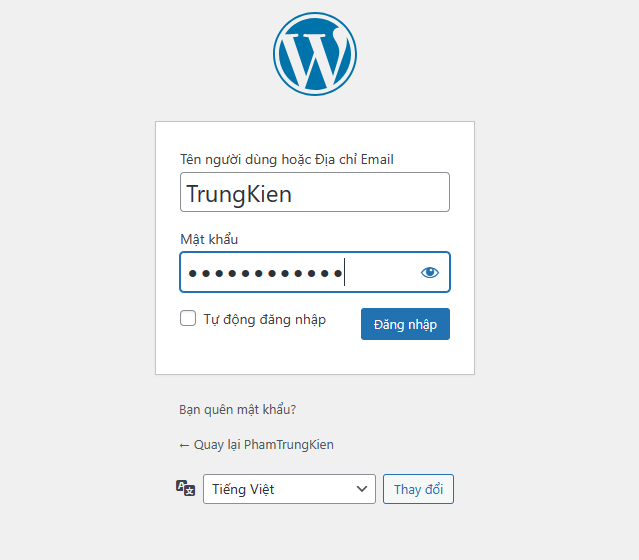 Tên người dùng hoặc Địa chỉ Email
TrungKien
Mật khẩu
●●●●●●●●●●●●
Tự động đăng nhập
Đăng nhập
Bạn quên mật khẩu?
← Quay lại PhamTrungKien
Tiếng Việt
Thay đổi